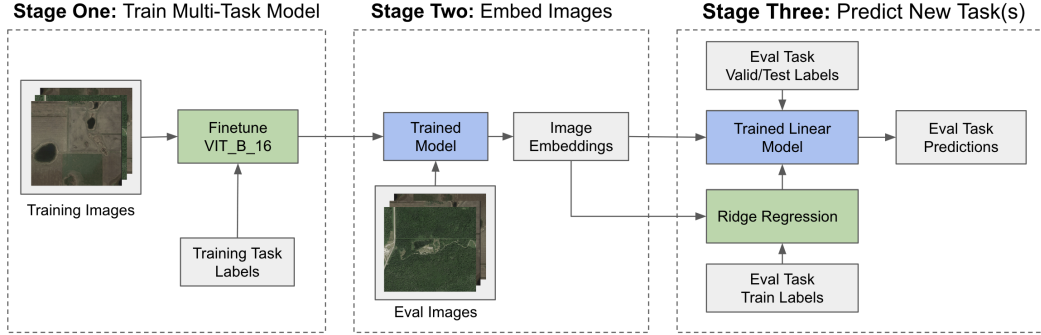 Stage One: Train Multi-Task Model
Training Images
Finetune
VIT_B_16
Training Task
Labels
Stage Two: Embed Images
Trained
Model
Image
Embeddings
Eval Images
Stage Three: Predict New Task(s)
Eval Task
Valid/Test Labels
Trained Linear
Model
Eval Task
Predictions
Ridge Regression
Eval Task
Train Labels